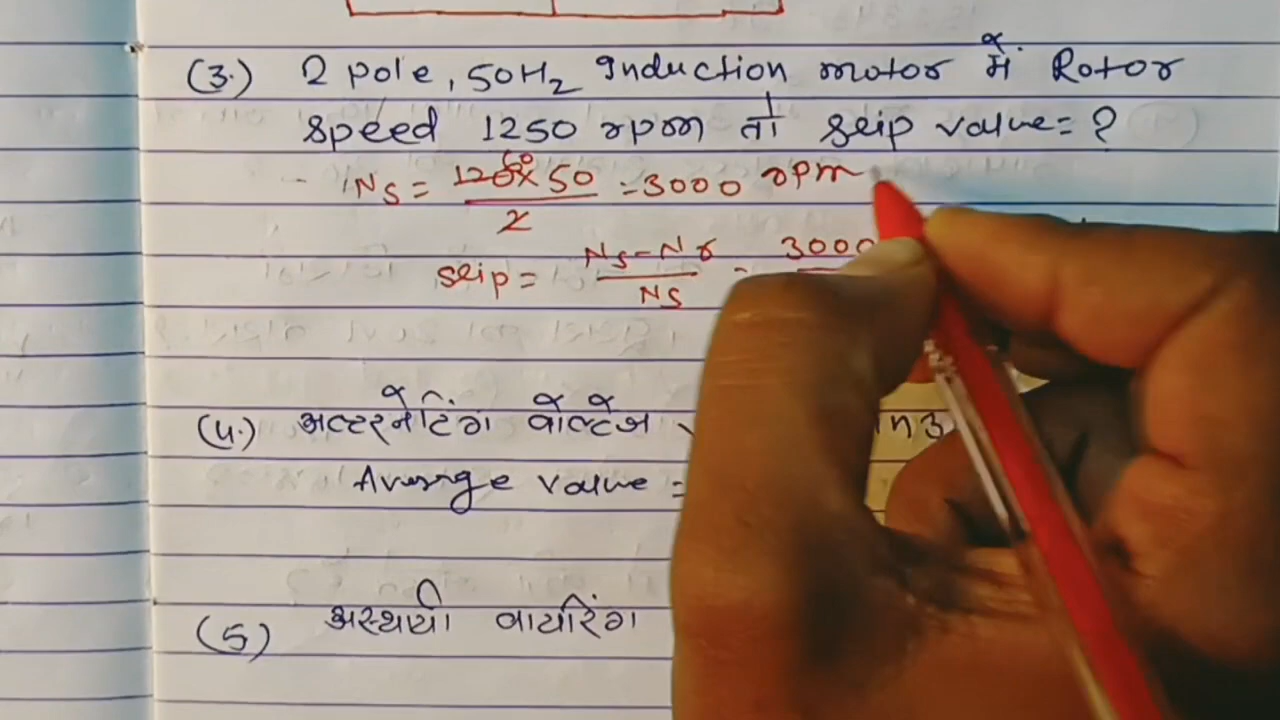 (3.) 2 pole, 50Hz Induction motor में Rotor
speed 1250 rpm तो slip value = ?
Ns = 120×50 / 2 = 3000 rpm
60
slip = Ns-Nr / Ns = 3000
(4.) अल्टरनेटिंग वोल्टेज
Average value =
(5) अस्थायी वायरिंग